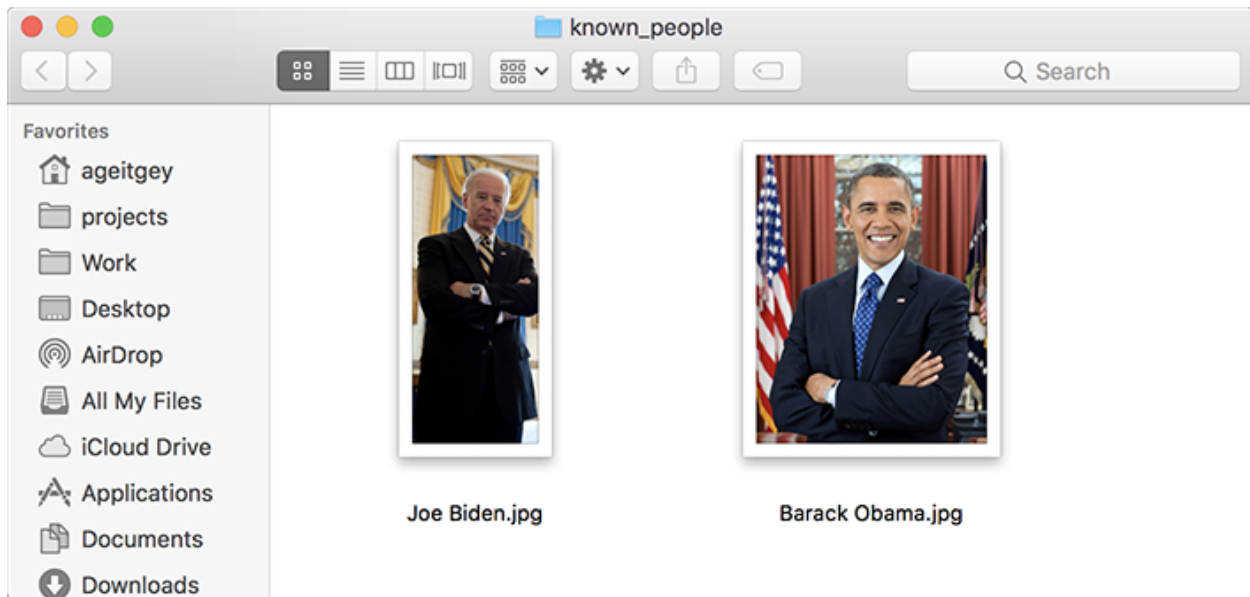 known_people
Search
Favorites
ageitgey
projects
Work
Desktop
AirDrop
All My Files
iCloud Drive
Applications
Documents
Downloads
Joe Biden.jpg
Barack Obama.jpg